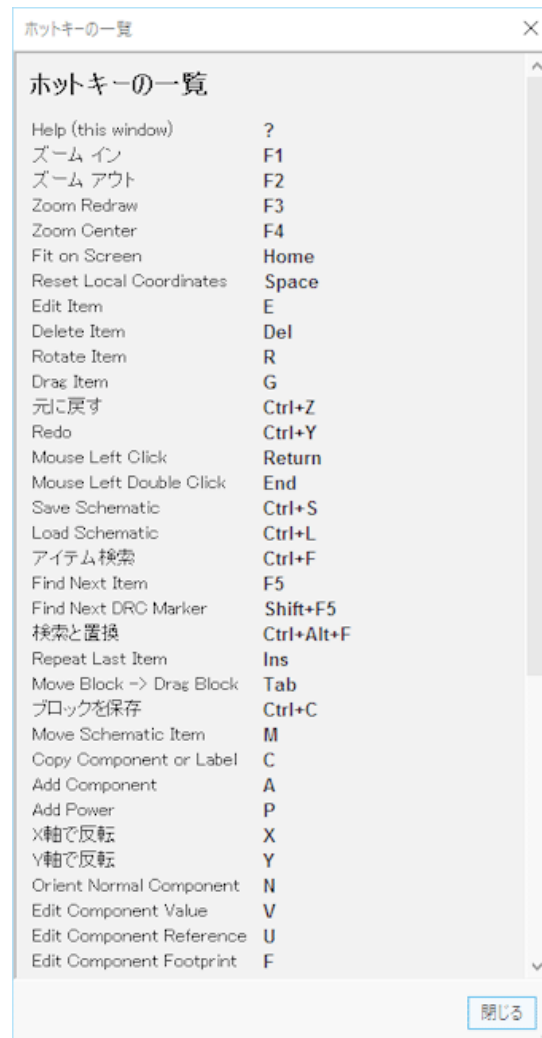 ホットキーの一覧
ホットキーの一覧
Help (this window) ?
ズーム イン F1
ズーム アウト F2
Zoom Redraw F3
Zoom Center F4
Fit on Screen Home
Reset Local Coordinates Space
Edit Item E
Delete Item Del
Rotate Item R
Drag Item G
元に戻す Ctrl+Z
Redo Ctrl+Y
Mouse Left Click Return
Mouse Left Double Click End
Save Schematic Ctrl+S
Load Schematic Ctrl+L
アイテム検索 Ctrl+F
Find Next Item F5
Find Next DRC Marker Shift+F5
検索と置換 Ctrl+Alt+F
Repeat Last Item Ins
Move Block -> Drag Block Tab
ブロックを保存 Ctrl+C
Move Schematic Item M
Copy Component or Label C
Add Component A
Add Power P
X軸で反転 X
Y軸で反転 Y
Orient Normal Component N
Edit Component Value V
Edit Component Reference U
Edit Component Footprint F
閉じる